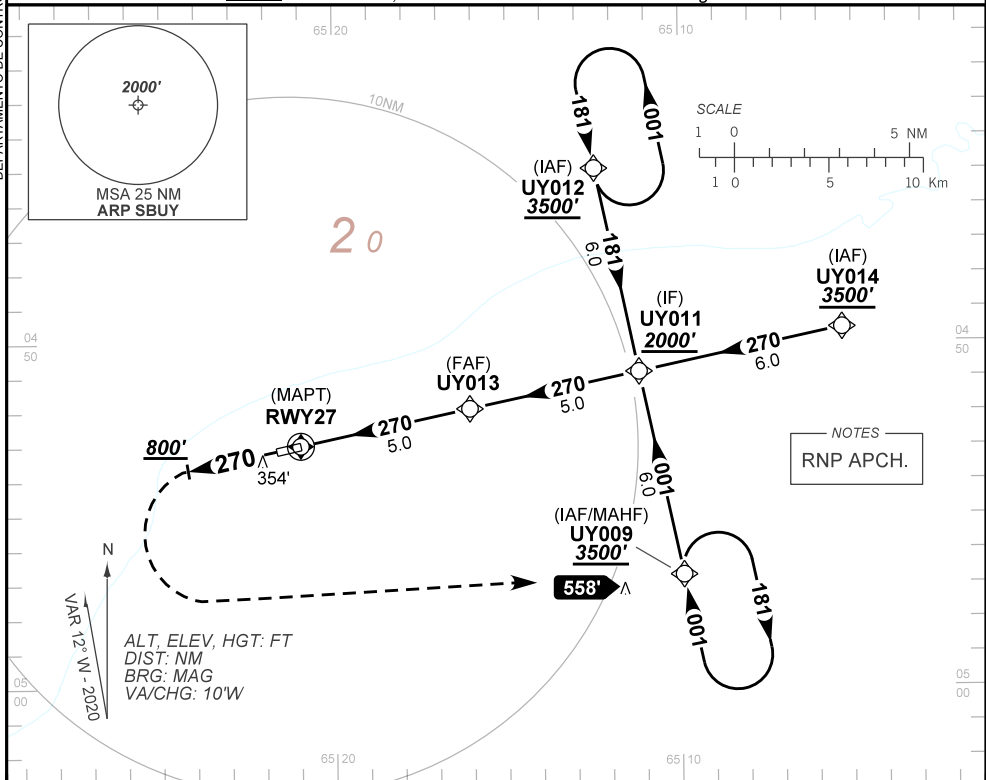 65 20
65 10
2000'
MSA 25 NM
ARP SBUY
10NM
SCALE
1 0 5 NM
1 0 5 10 Km
181
001
(IAF)
UY012
3500'
2 0
181
6.0
(IAF)
UY014
3500'
(IF)
UY011
2000'
270
6.0
04
50
04
50
(FAF)
UY013
270
5.0
(MAPT)
RWY27
270
5.0
800'
270
354'
NOTES
RNP APCH.
001
6.0
(IAF/MAHF)
UY009
3500'
558'
181
001
N
VAR 12° W - 2020
ALT, ELEV, HGT: FT
DIST: NM
BRG: MAG
VA/CHG: 10'W
05
00
05
00
65 20
65 10